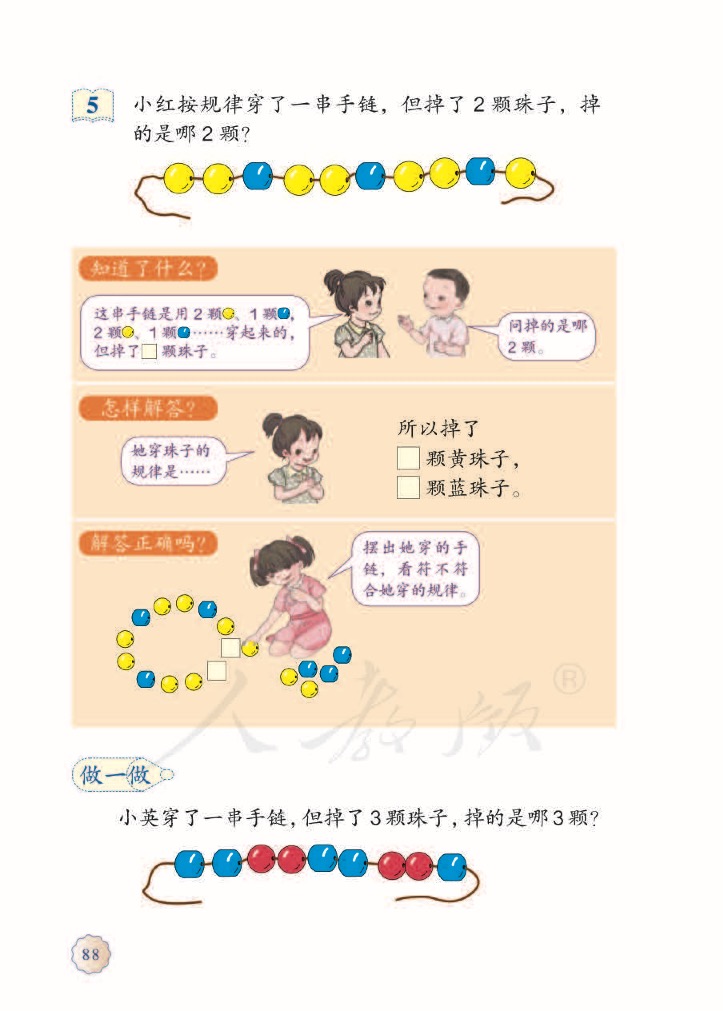 5
小红按规律穿了一串手链，但掉了 2 颗珠子，掉
的是哪 2 颗？
知道了什么？
这串手链是用 2 颗、1 颗，
2 颗、1 颗……穿起来的，
但掉了□颗珠子。
问掉的是哪
2 颗。
怎样解答？
她穿珠子的
规律是……
所以掉了
□颗黄珠子，
□颗蓝珠子。
解答正确吗？
摆出她穿的手
链，看符不符
合她穿的规律。
人教版®
做一做
小英穿了一串手链，但掉了3颗珠子，掉的是哪3颗？
88